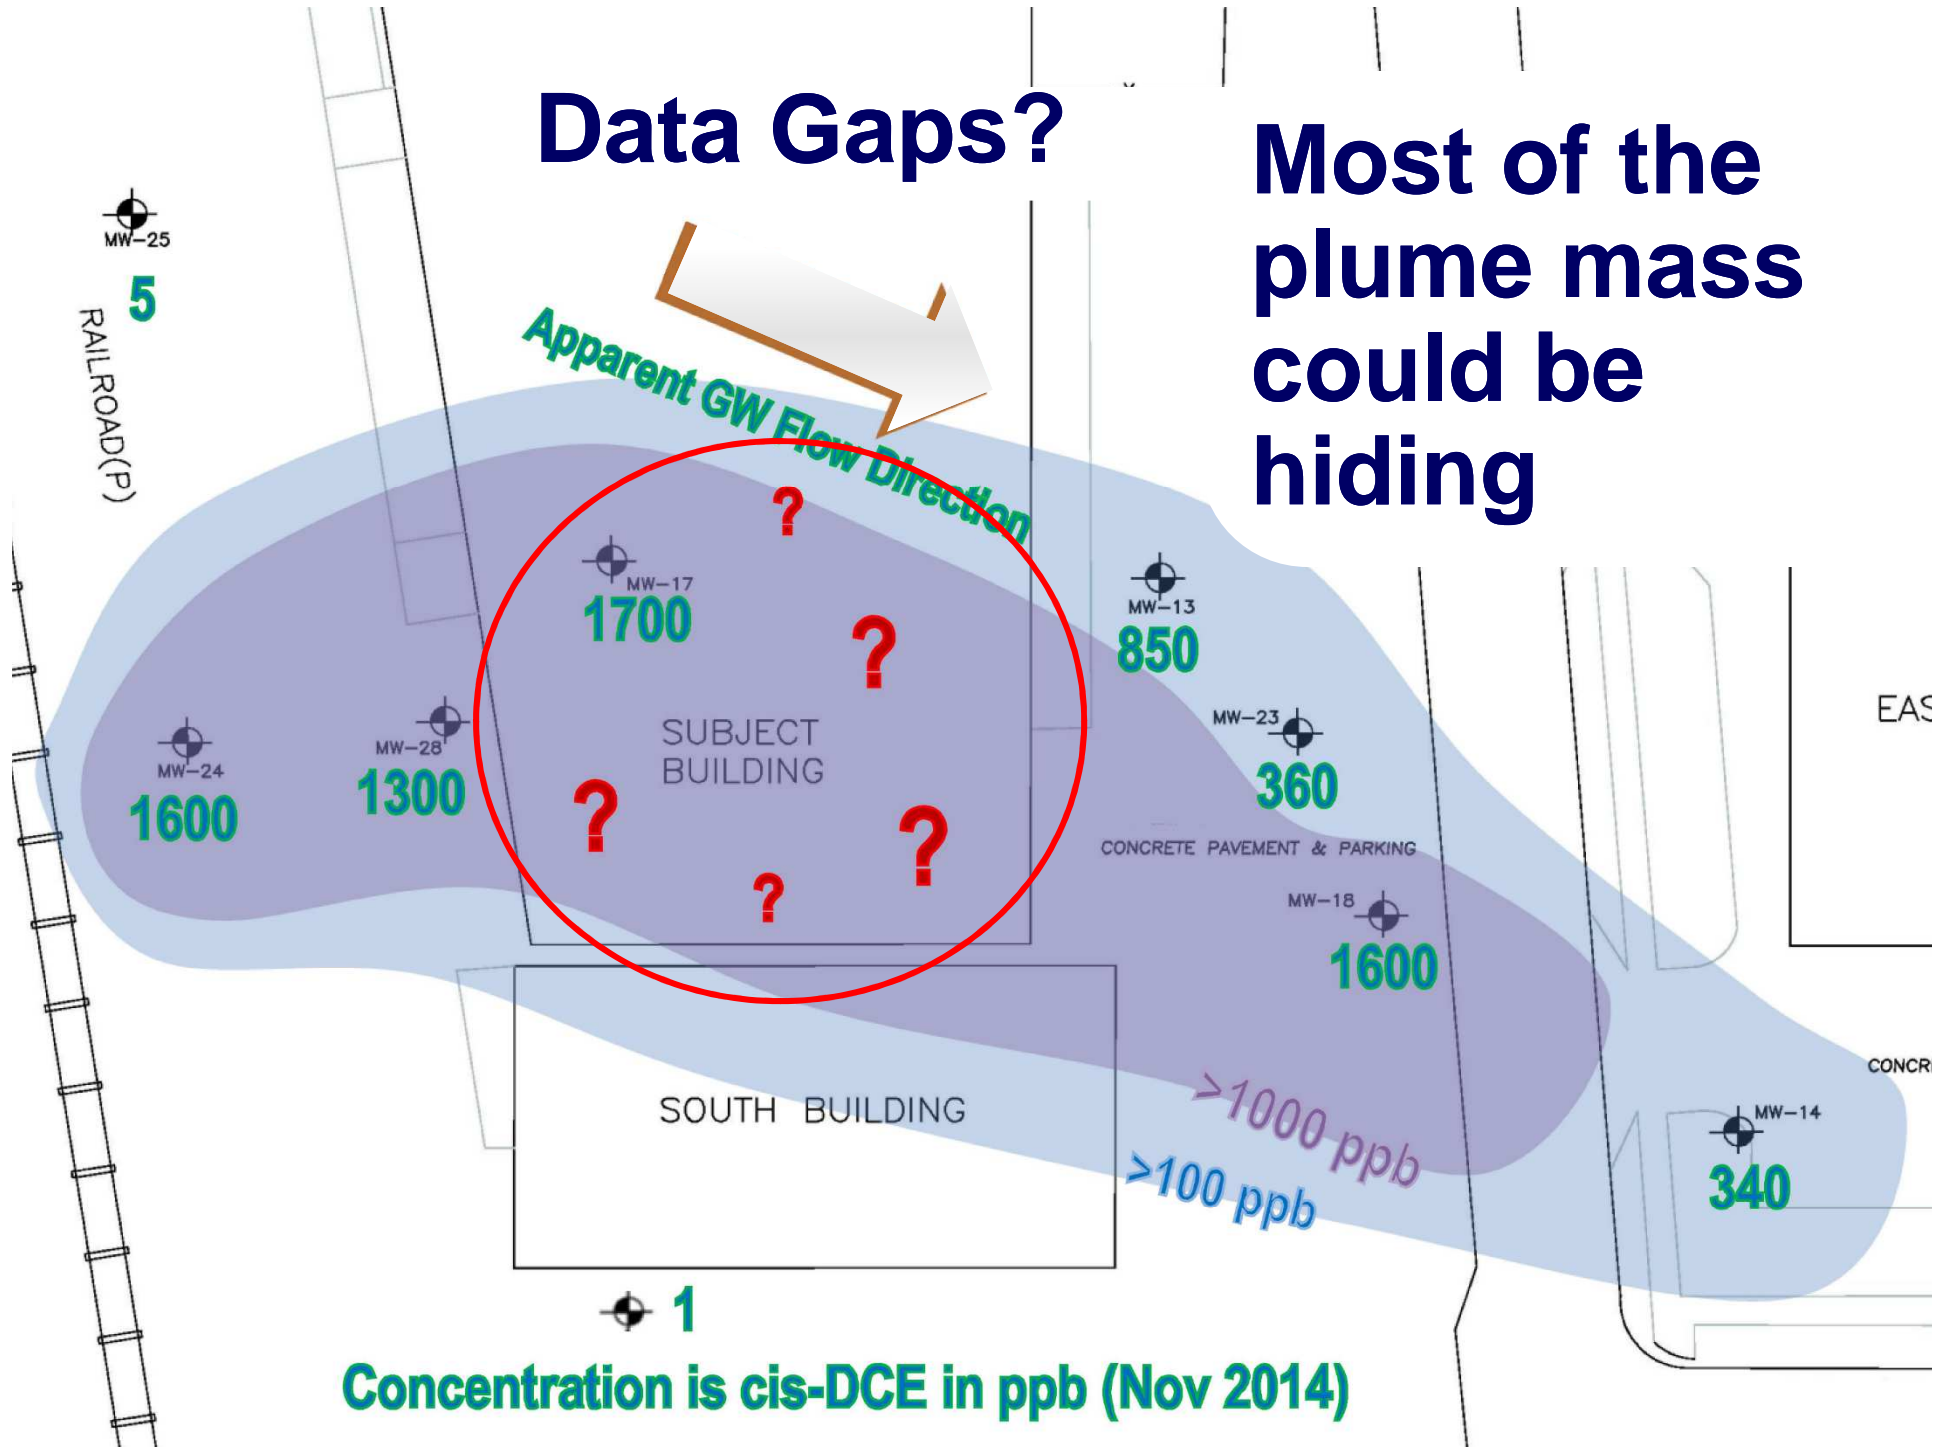 Data Gaps?
Most of the
plume mass
could be
hiding
MW-25
5
RAILROAD(P)
Apparent GW Flow Direction
?
MW-17
1700
MW-13
850
?
MW-24
1600
MW-28
1300
SUBJECT
BUILDING
MW-23
360
EAS
?
?
?
CONCRETE PAVEMENT & PARKING
MW-18
1600
SOUTH BUILDING
>1000 ppb
>100 ppb
CONCR
MW-14
340
1
Concentration is cis-DCE in ppb (Nov 2014)